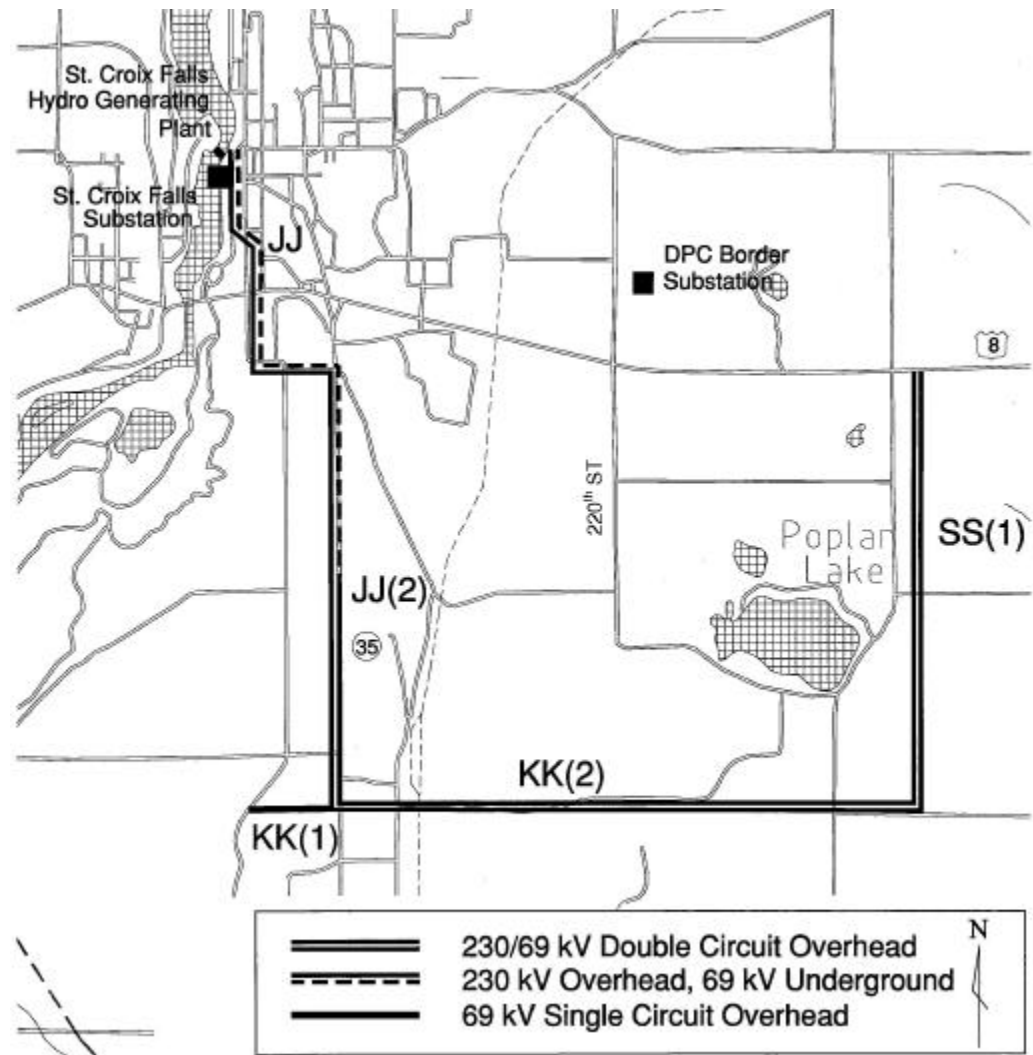 St. Croix Falls
Hydro Generating
Plant
St. Croix Falls
Substation
JJ
DPC Border
Substation
8
220th ST
SS(1)
Poplan
Lake
JJ(2)
35
KK(2)
KK(1)
230/69 kV Double Circuit Overhead
230 kV Overhead, 69 kV Underground
69 kV Single Circuit Overhead
N